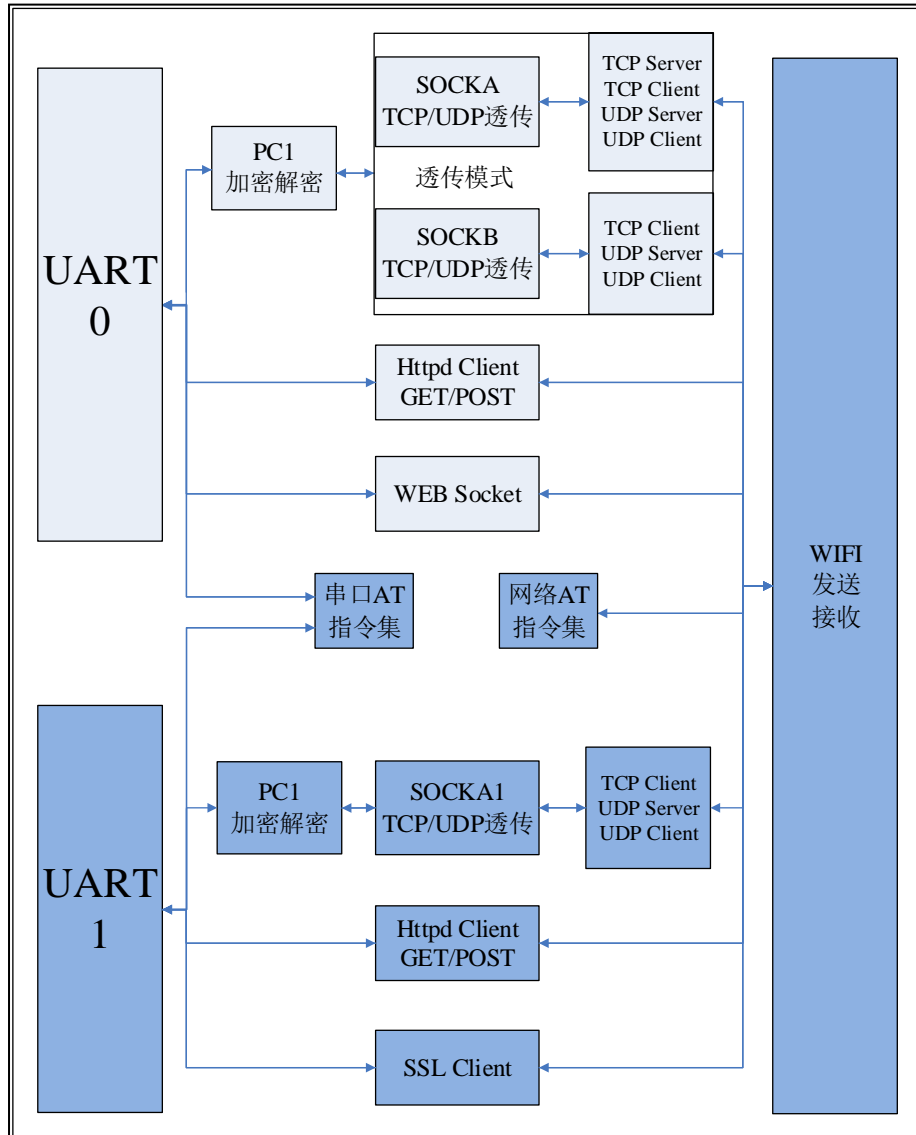 UART
0
PC1
加密解密
SOCKA
TCP/UDP透传
透传模式
SOCKB
TCP/UDP透传
TCP Server
TCP Client
UDP Server
UDP Client
TCP Client
UDP Server
UDP Client
Httpd Client
GET/POST
WEB Socket
串口AT
指令集
网络AT
指令集
WIFI
发送
接收
UART
1
PC1
加密解密
SOCKA1
TCP/UDP透传
TCP Client
UDP Server
UDP Client
Httpd Client
GET/POST
SSL Client